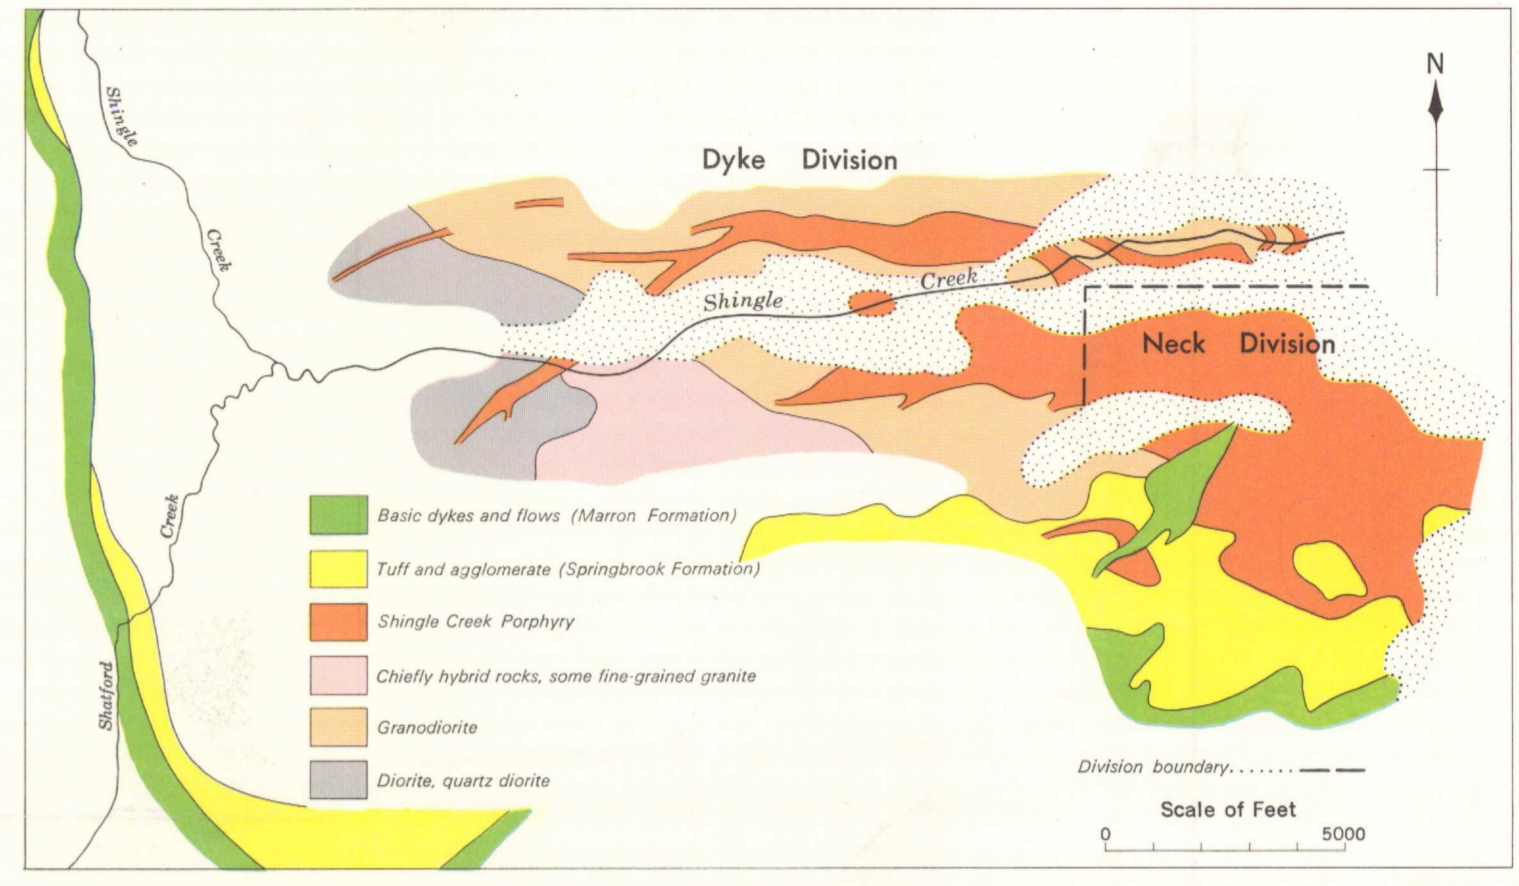 N
Dyke Division
Shingle
Creek
Shingle
Creek
Neck Division
Creek
Shatford
Basic dykes and flows (Marron Formation)
Tuff and agglomerate (Springbrook Formation)
Shingle Creek Porphyry
Chiefly hybrid rocks, some fine-grained granite
Granodiorite
Diorite, quartz diorite
Division boundary......
Scale of Feet
0 5000